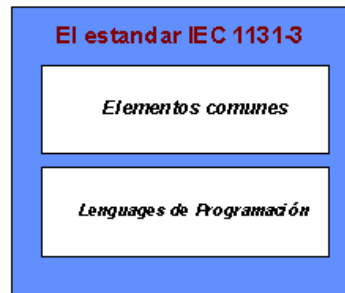 El estandar IEC 1131-3
Elementos comunes
Lenguages de Programación